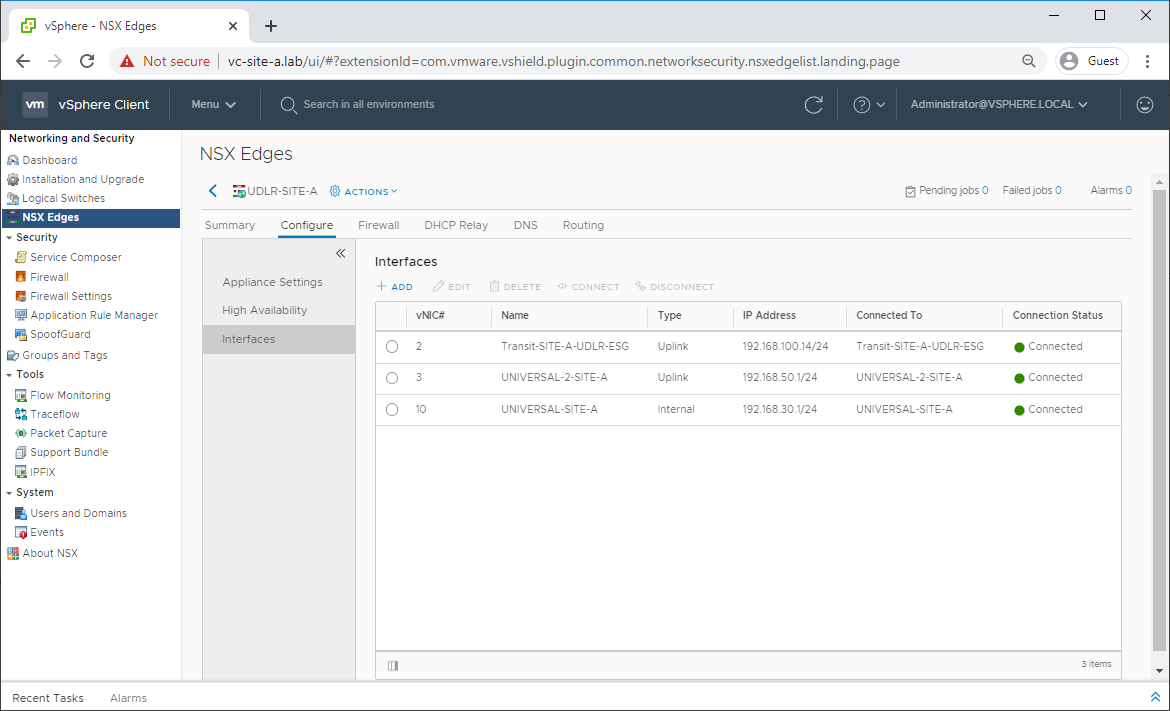 vSphere - NSX Edges
Not secure vc-site-a.lab/ui/#?extensionId=com.vmware.vshield.plugin.common.networksecurity.nsxedgelist.landing.page Guest
vm vSphere Client Menu Search in all environments Administrator@VSPHERE.LOCAL
Networking and Security
Dashboard
Installation and Upgrade
Logical Switches
NSX Edges
Security
Service Composer
Firewall
Firewall Settings
Application Rule Manager
SpoofGuard
Groups and Tags
Tools
Flow Monitoring
Traceflow
Packet Capture
Support Bundle
IPFIX
System
Users and Domains
Events
About NSX
NSX Edges
UDLR-SITE-A ACTIONS Pending jobs 0 Failed jobs 0 Alarms 0
Summary Configure Firewall DHCP Relay DNS Routing
Appliance Settings
High Availability
Interfaces
Interfaces
ADD EDIT DELETE CONNECT DISCONNECT
vNIC# Name Type IP Address Connected To Connection Status
2 Transit-SITE-A-UDLR-ESG Uplink 192.168.100.14/24 Transit-SITE-A-UDLR-ESG Connected
3 UNIVERSAL-2-SITE-A Uplink 192.168.50.1/24 UNIVERSAL-2-SITE-A Connected
10 UNIVERSAL-SITE-A Internal 192.168.30.1/24 UNIVERSAL-SITE-A Connected
3 items
Recent Tasks Alarms